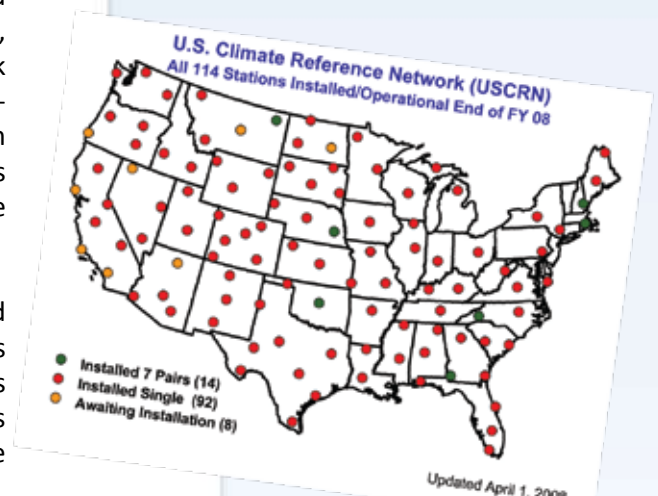 U.S. Climate Reference Network (USCRN)
All 114 Stations Installed/Operational End of FY 08
Installed 7 Pairs (14)
Installed Single (92)
Awaiting Installation (8)
Updated April 1,